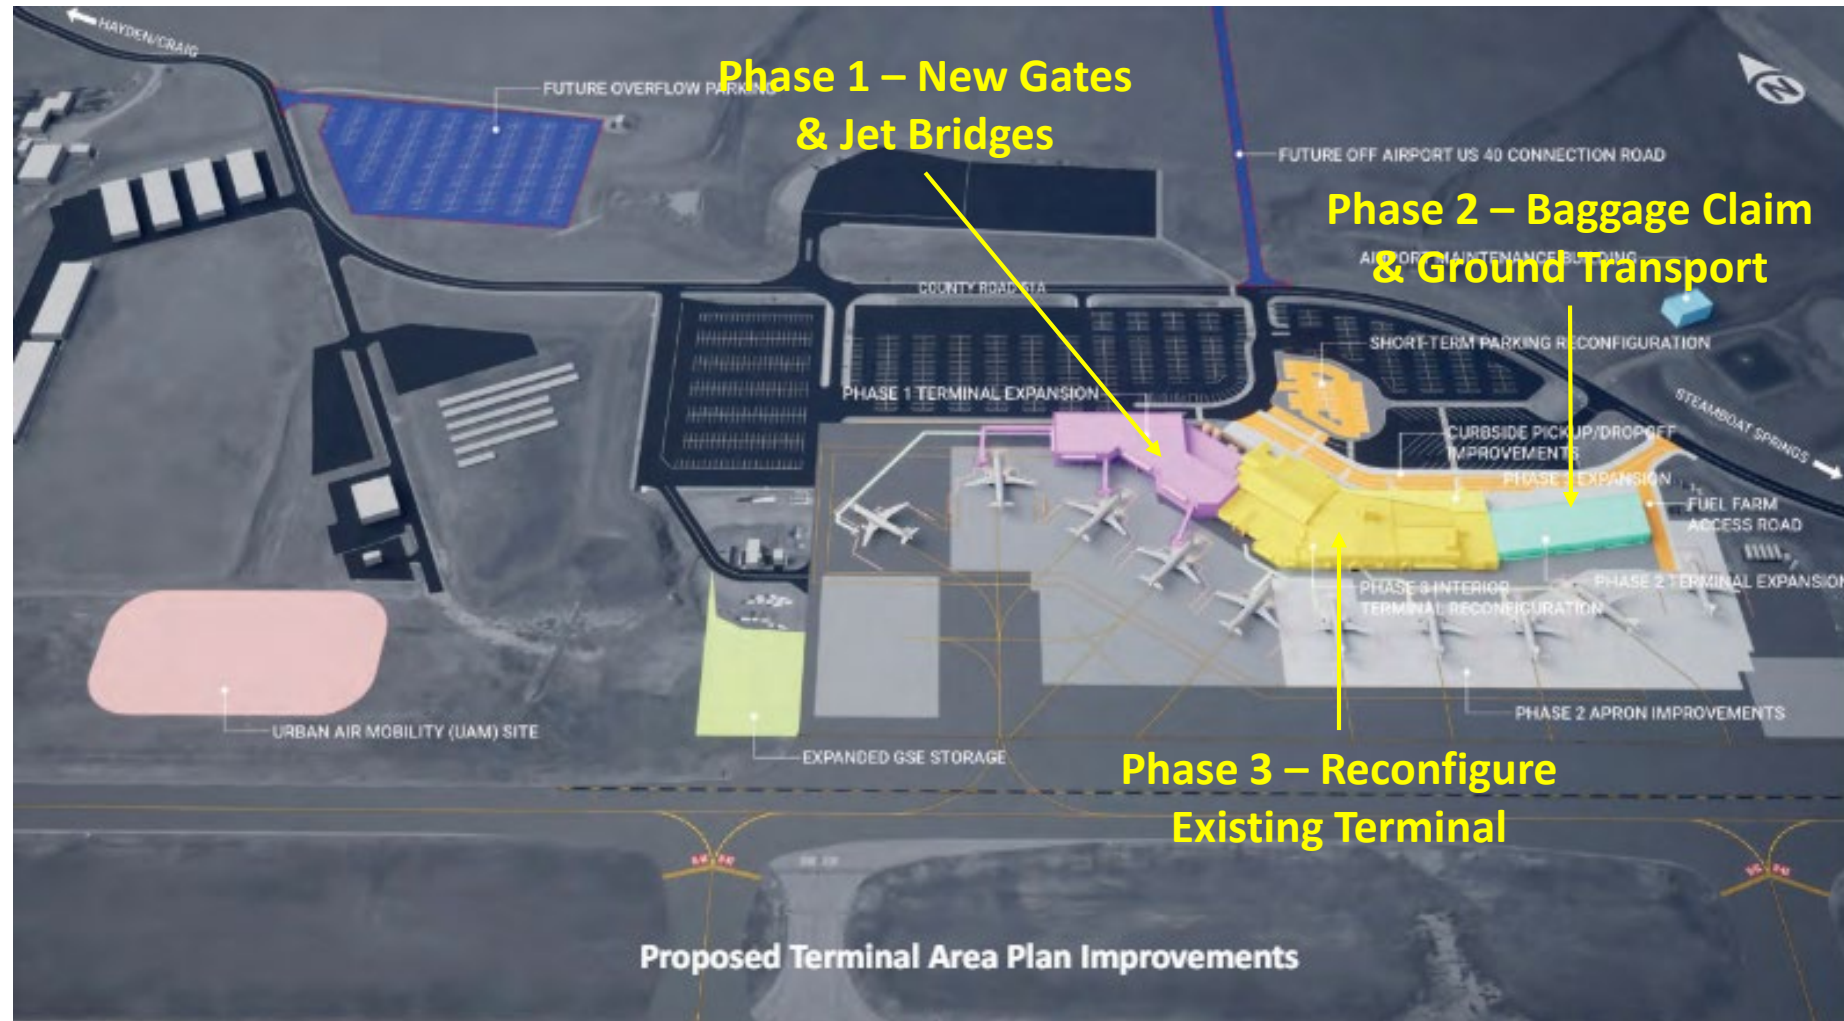 HAYDEN/CRAIG
N
FUTURE OVERFLOW PARKING
Phase 1 – New Gates
& Jet Bridges
FUTURE OFF AIRPORT US 40 CONNECTION ROAD
Phase 2 – Baggage Claim
& Ground Transport
AIRPORT MAINTENANCE BUILDING
COUNTY ROAD 51A
SHORT-TERM PARKING RECONFIGURATION
PHASE 1 TERMINAL EXPANSION
STEAMBOAT SPRINGS
CURBSIDE PICKUP/DROPOFF
IMPROVEMENTS
EXPANSION
FUEL FARM
ACCESS ROAD
PHASE 2 TERMINAL EXPANSION
PHASE 3 INTERIOR
TERMINAL RECONFIGURATION
PHASE 2 APRON IMPROVEMENTS
URBAN AIR MOBILITY (UAM) SITE
EXPANDED GSE STORAGE
Phase 3 – Reconfigure
Existing Terminal
Proposed Terminal Area Plan Improvements